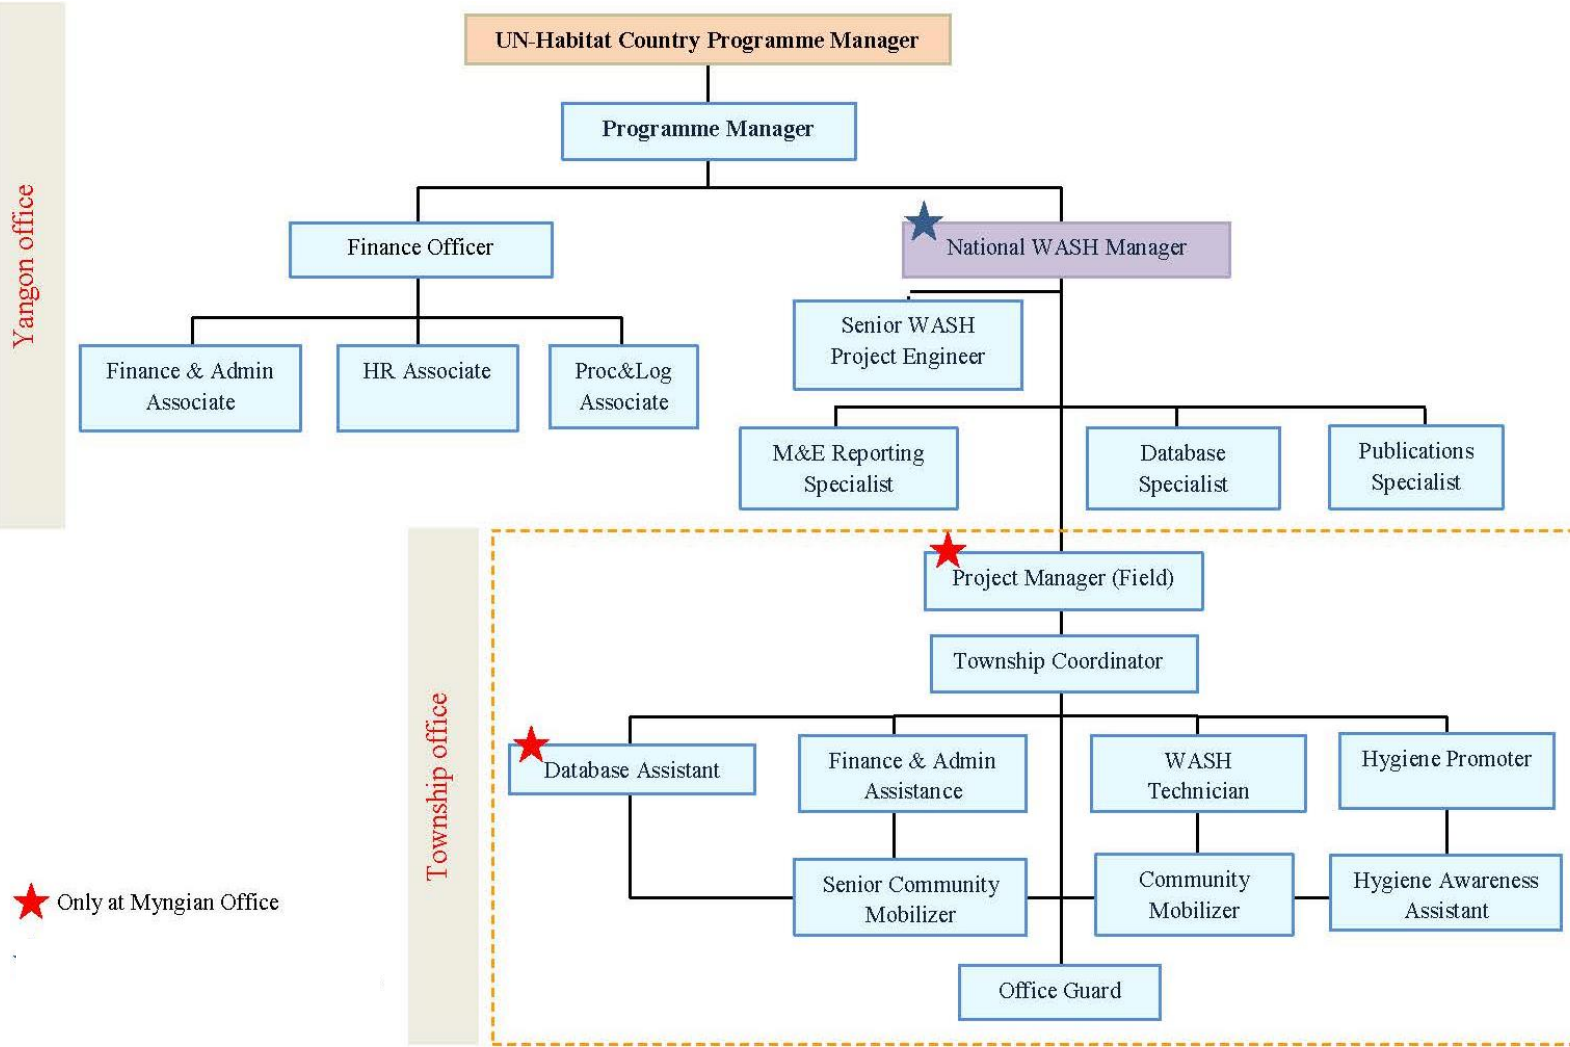 UN-Habitat Country Programme Manager
Programme Manager
Yangon office
Finance Officer
National WASH Manager
Senior WASH
Project Engineer
Finance & Admin
Associate
HR Associate
Proc&Log
Associate
M&E Reporting
Specialist
Database
Specialist
Publications
Specialist
Township office
Project Manager (Field)
Township Coordinator
Database Assistant
Finance & Admin
Assistance
WASH
Technician
Hygiene Promoter
Senior Community
Mobilizer
Community
Mobilizer
Hygiene Awareness
Assistant
Office Guard
Only at Myngian Office